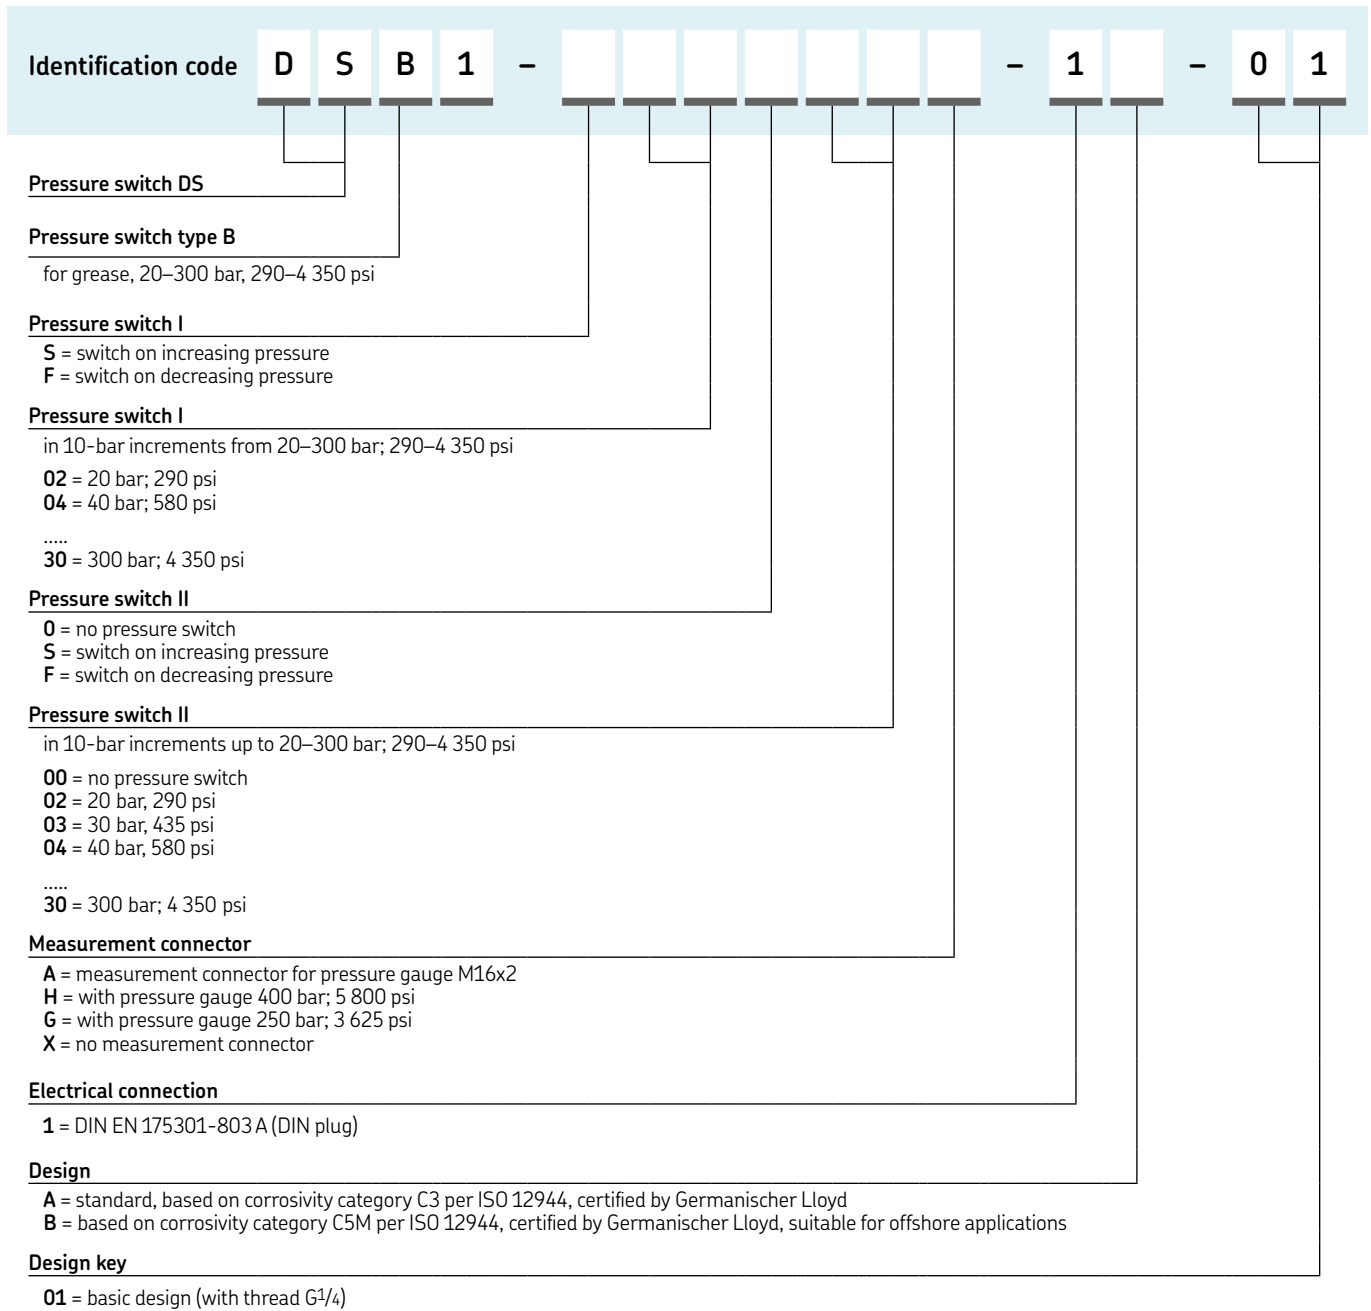 Identification code D S B 1 – – 1 – 0 1
Pressure switch DS
Pressure switch type B
for grease, 20–300 bar, 290–4 350 psi
Pressure switch I
S = switch on increasing pressure
F = switch on decreasing pressure
Pressure switch I
in 10-bar increments from 20–300 bar; 290–4 350 psi
02 = 20 bar; 290 psi
04 = 40 bar; 580 psi
.....
30 = 300 bar; 4 350 psi
Pressure switch II
0 = no pressure switch
S = switch on increasing pressure
F = switch on decreasing pressure
Pressure switch II
in 10-bar increments up to 20–300 bar; 290–4 350 psi
00 = no pressure switch
02 = 20 bar, 290 psi
03 = 30 bar, 435 psi
04 = 40 bar, 580 psi
.....
30 = 300 bar; 4 350 psi
Measurement connector
A = measurement connector for pressure gauge M16x2
H = with pressure gauge 400 bar; 5 800 psi
G = with pressure gauge 250 bar; 3 625 psi
X = no measurement connector
Electrical connection
1 = DIN EN 175301-803 A (DIN plug)
Design
A = standard, based on corrosivity category C3 per ISO 12944, certified by Germanischer Lloyd
B = based on corrosivity category C5M per ISO 12944, certified by Germanischer Lloyd, suitable for offshore applications
Design key
01 = basic design (with thread G1/4)